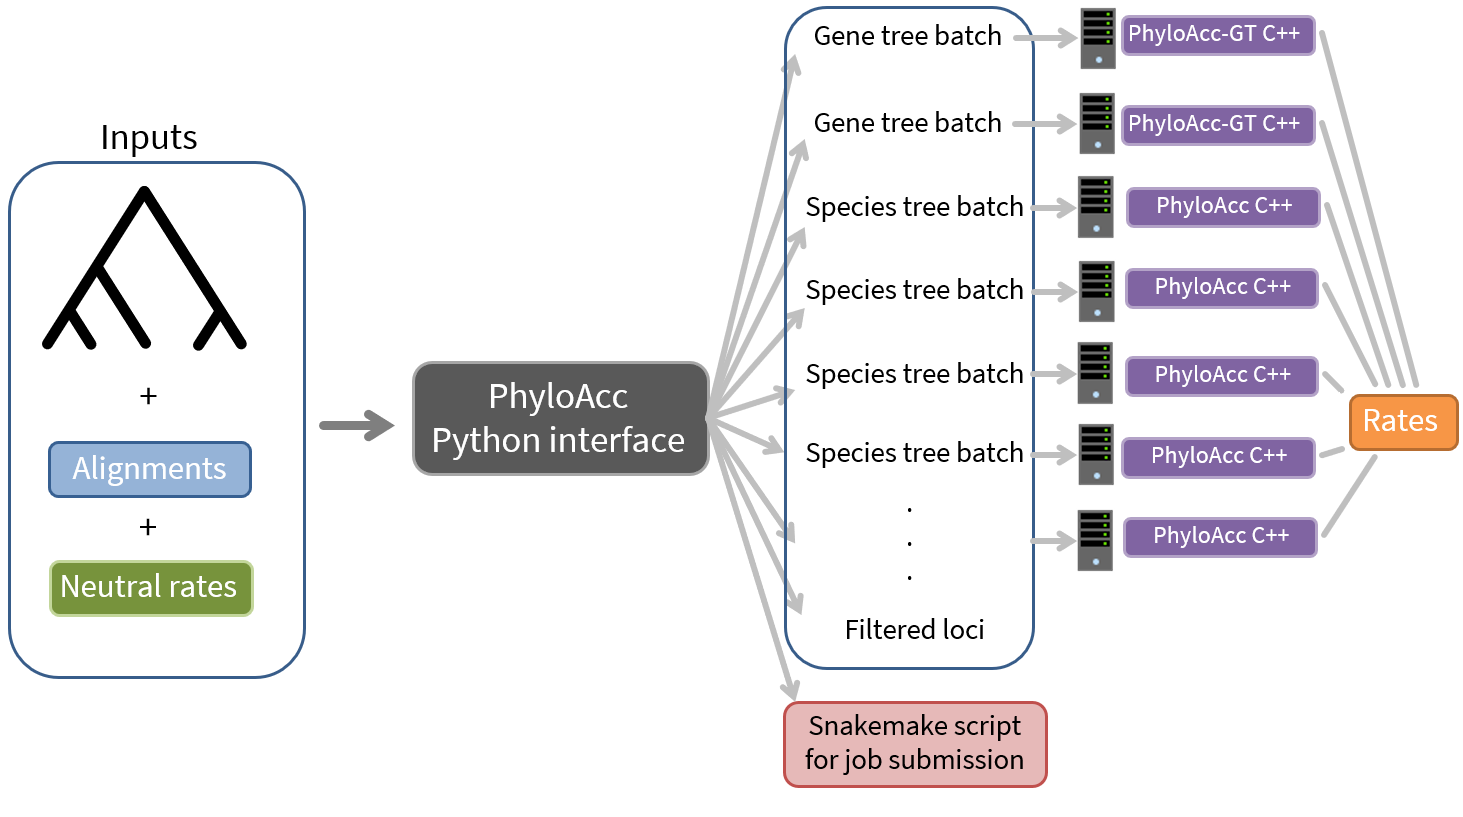 Inputs
+
Alignments
+
Neutral rates
PhyloAcc
Python interface
Gene tree batch
Gene tree batch
Species tree batch
Species tree batch
Species tree batch
Species tree batch
.
.
.
Filtered loci
Snakemake script
for job submission
PhyloAcc-GT C++
PhyloAcc-GT C++
PhyloAcc C++
PhyloAcc C++
PhyloAcc C++
PhyloAcc C++
PhyloAcc C++
Rates